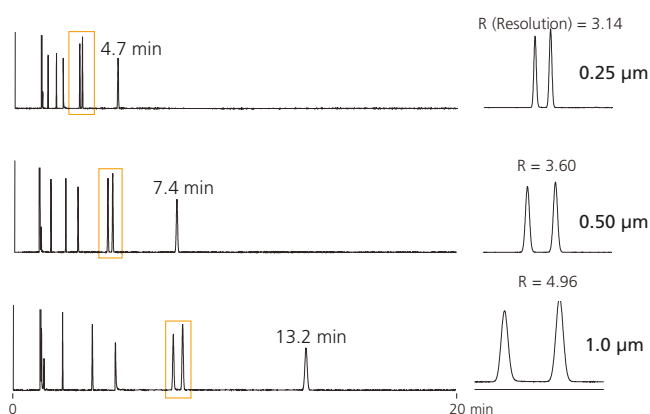 R (Resolution) = 3.14
4.7 min
0.25 µm
R = 3.60
7.4 min
0.50 µm
R = 4.96
13.2 min
1.0 µm
0
20 min